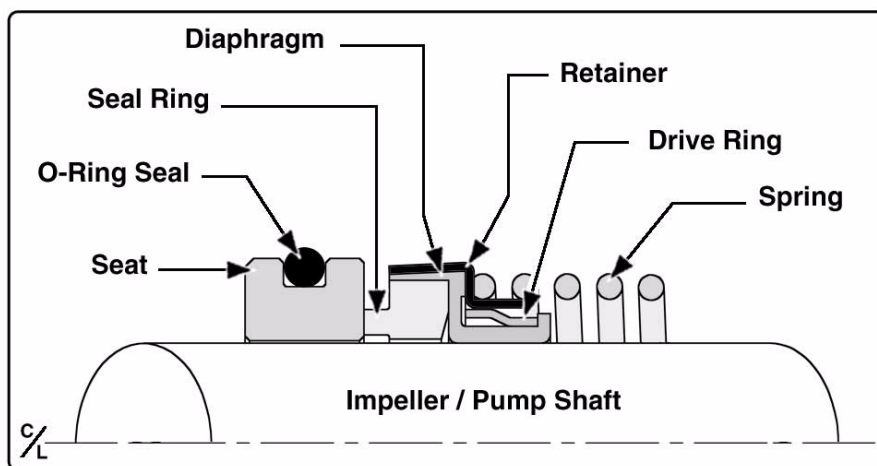 Diaphragm
Retainer
Seal Ring
Drive Ring
O-Ring Seal
Spring
Seat
Impeller / Pump Shaft
C/L